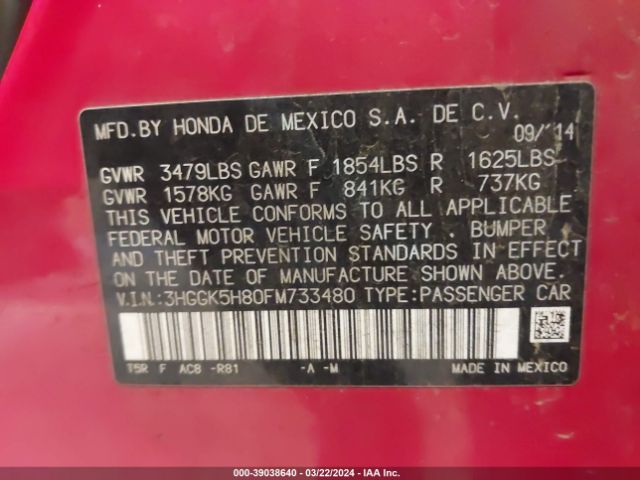 MFD.BY HONDA DE MEXICO S.A. DE C.V.
09/14
GVWR 3479LBS GAWR F 1854LBS R 1625LBS
GVWR 1578KG GAWR F 841KG R 737KG
THIS VEHICLE CONFORMS TO ALL APPLICABLE
FEDERAL MOTOR VEHICLE SAFETY . BUMPER
AND THEFT PREVENTION STANDARDS IN EFFECT
ON THE DATE OF MANUFACTURE SHOWN ABOVE.
V.I.N.:3HGGK5H80FM733480 TYPE:PASSENGER CAR
T5R F AC8 -R81 -A -M MADE IN MEXICO
© COPART - 39038640 - 03/22/2024 - IAA Inc.